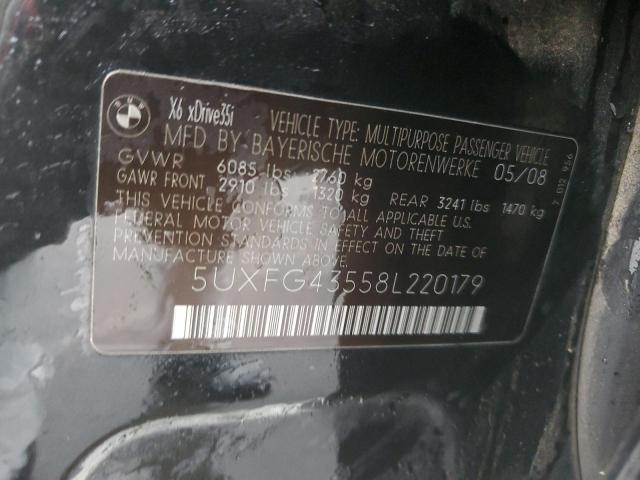 BMW
X6 xDrive35i
VEHICLE TYPE: MULTIPURPOSE PASSENGER VEHICLE
MFD BY BAYERISCHE MOTORENWERKE 05/08
GVWR 6085 lbs 2760 kg
GAWR FRONT 2910 lbs 1320 kg REAR 3241 lbs 1470 kg
THIS VEHICLE CONFORMS TO ALL APPLICABLE U.S.
FEDERAL MOTOR VEHICLE SAFETY AND THEFT
PREVENTION STANDARDS IN EFFECT ON THE DATE OF
MANUFACTURE SHOWN ABOVE.
5UXFG43558L220179